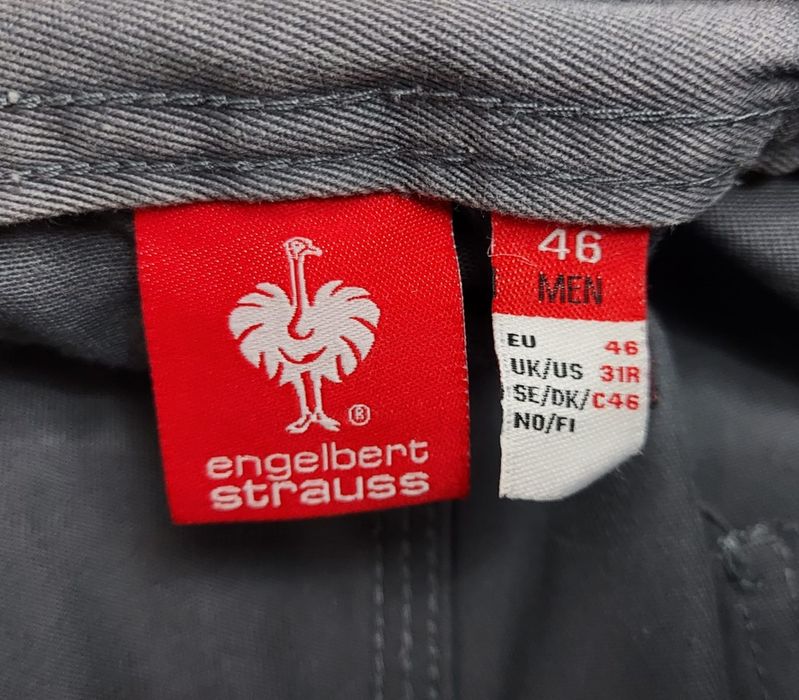 ®
engelbert
strauss
46
MEN
EU 46
UK/US 31R
SE/DK/ C46
NO/FI